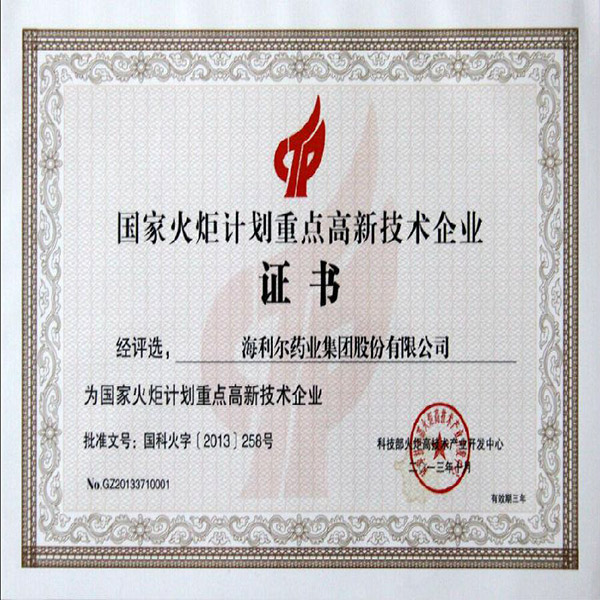 国家火炬计划重点高新技术企业
证书
经评选， 海利尔药业集团股份有限公司
为国家火炬计划重点高新技术企业
批准文号：国科火字〔2013〕258号
科技部火炬高技术产业开发中心
二〇一三年十月
No.GZ20133710001
有效期三年